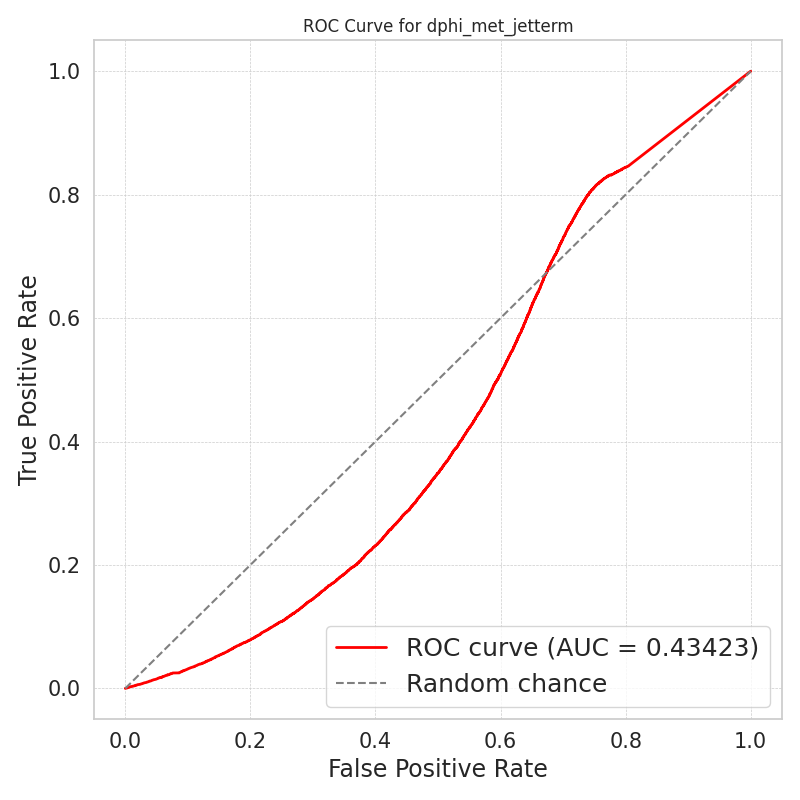 ROC Curve for dphi_met_jetterm
1.0
0.8
0.6
0.4
0.2
0.0
True Positive Rate
ROC curve (AUC = 0.43423)
Random chance
0.0 0.2 0.4 0.6 0.8 1.0
False Positive Rate